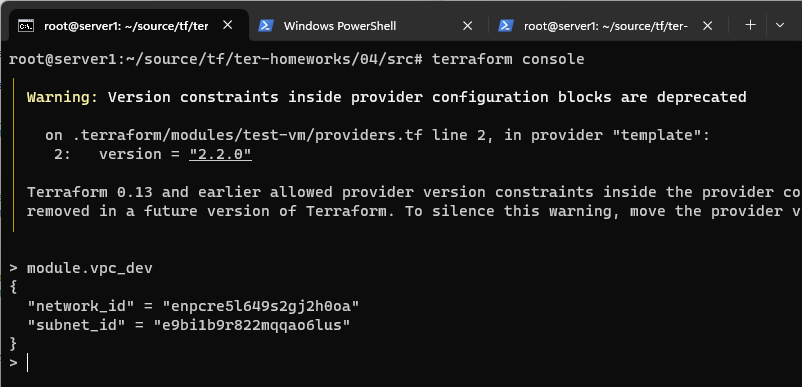 root@server1: ~/source/tf/ter
Windows PowerShell
root@server1: ~/source/tf/ter-
root@server1:~/source/tf/ter-homeworks/04/src# terraform console
Warning: Version constraints inside provider configuration blocks are deprecated
on .terraform/modules/test-vm/providers.tf line 2, in provider "template":
2: version = "2.2.0"
Terraform 0.13 and earlier allowed provider version constraints inside the provider co
removed in a future version of Terraform. To silence this warning, move the provider v
> module.vpc_dev
{
"network_id" = "enpcre5l649s2gj2h0oa"
"subnet_id" = "e9bi1b9r822mqqao6lus"
}
>